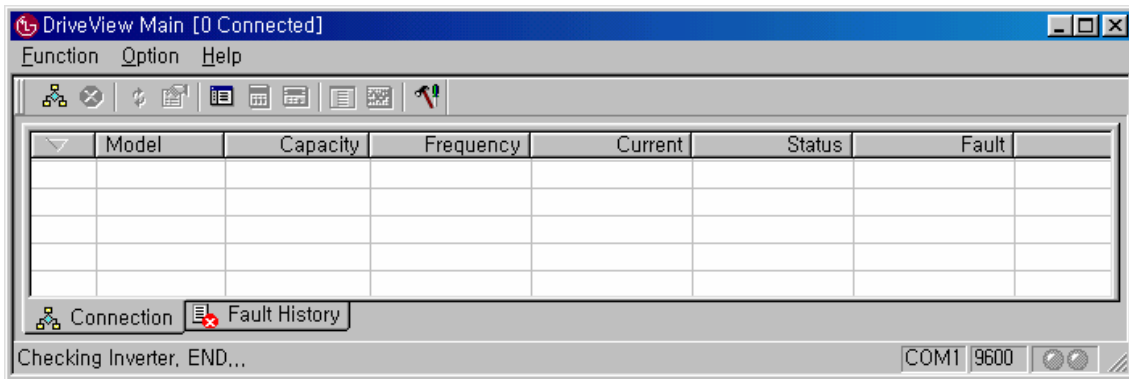 DriveView Main [0 Connected]
Function Option Help
Model Capacity Frequency Current Status Fault
Connection Fault History
Checking Inverter, END,,, COM1 9600